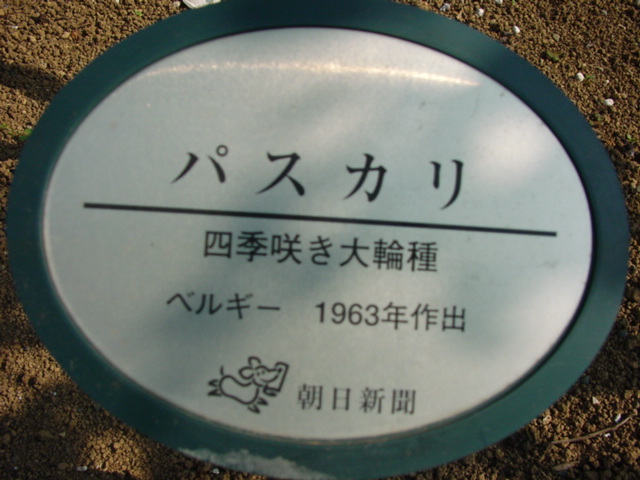 パスカリ
四季咲き大輪種
ベルギー　1963年作出
朝日新聞